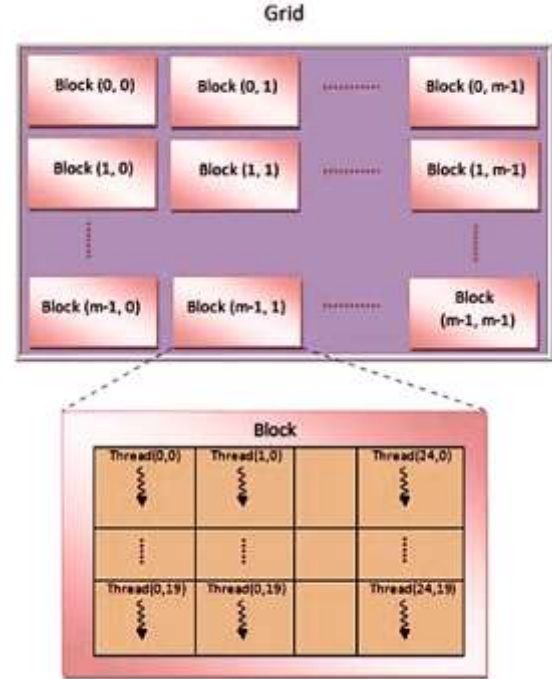 Grid
Block (0, 0) Block (0, 1) Block (0, m-1)
Block (1, 0) Block (1, 1) Block (1, m-1)
Block (m-1, 0) Block (m-1, 1) Block
(m-1, m-1)
Block
Thread(0,0) Thread(1,0) Thread(24,0)
Thread(0,19) Thread(0,19) Thread(24,19)